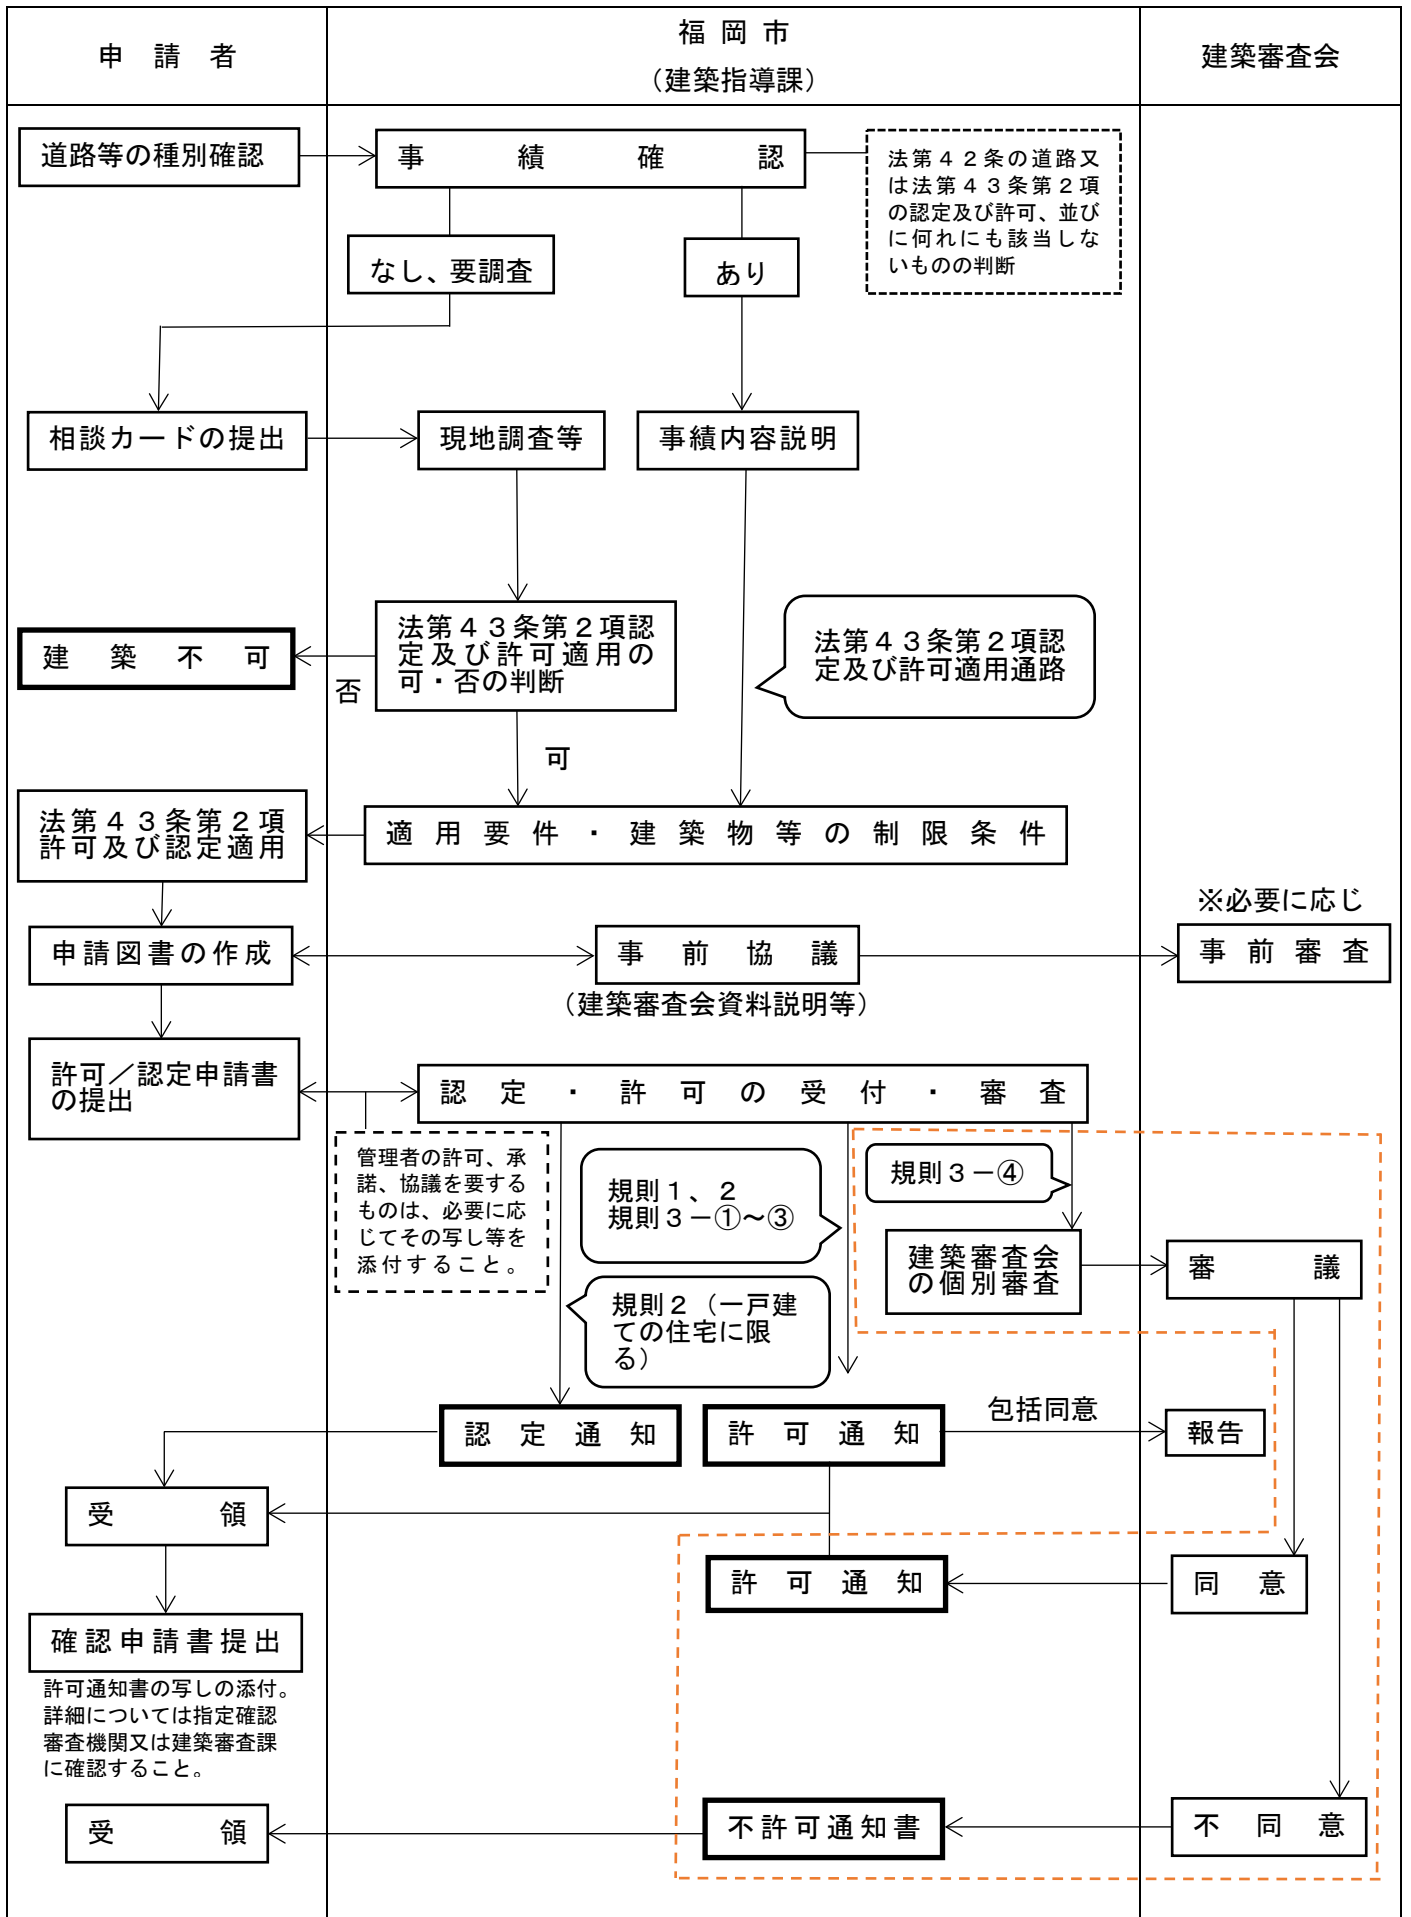 申請者
福岡市
(建築指導課)
建築審査会
道路等の種別確認
事績確認
法第４２条の道路又
は法第４３条第２項
の認定及び許可、並び
に何れにも該当しな
いものの判断
なし、要調査
あり
相談カードの提出
現地調査等
事績内容説明
建築不可
否
法第４３条第２項認
定及び許可適用の
可・否の判断
法第４３条第２項認
定及び許可適用通路
可
法第４３条第２項
許可及び認定適用
適用要件・建築物等の制限条件
※必要に応じ
申請図書の作成
事前協議
事前審査
（建築審査会資料説明等）
許可／認定申請書
の提出
認定・許可の受付・審査
管理者の許可、承
諾、協議を要する
ものは、必要に応
じてその写し等を
添付すること。
規則１、２
規則３－①～③
規則３－④
建築審査会
の個別審査
審議
規則２（一戸建
ての住宅に限
る）
認定通知
許可通知
包括同意
報告
受領
許可通知
同意
確認申請書提出
許可通知書の写しの添付。
詳細については指定確認
審査機関又は建築審査課
に確認すること。
受領
不許可通知書
不同意